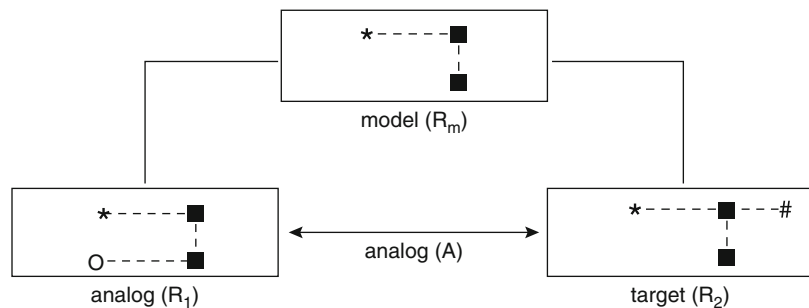 *
model (Rₘ)
*
O
analog (R₁)
analog (A)
*
#
target (R₂)